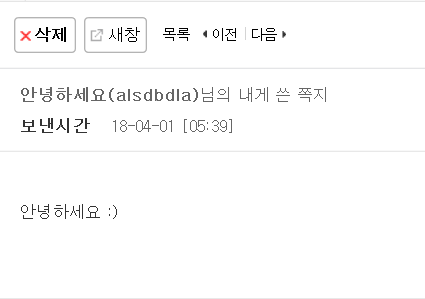 삭제 새창 목록 이전 다음
안녕하세요(alsdbdla)님의 내게 쓴 쪽지
보낸시간 18-04-01 [05:39]
안녕하세요 :)